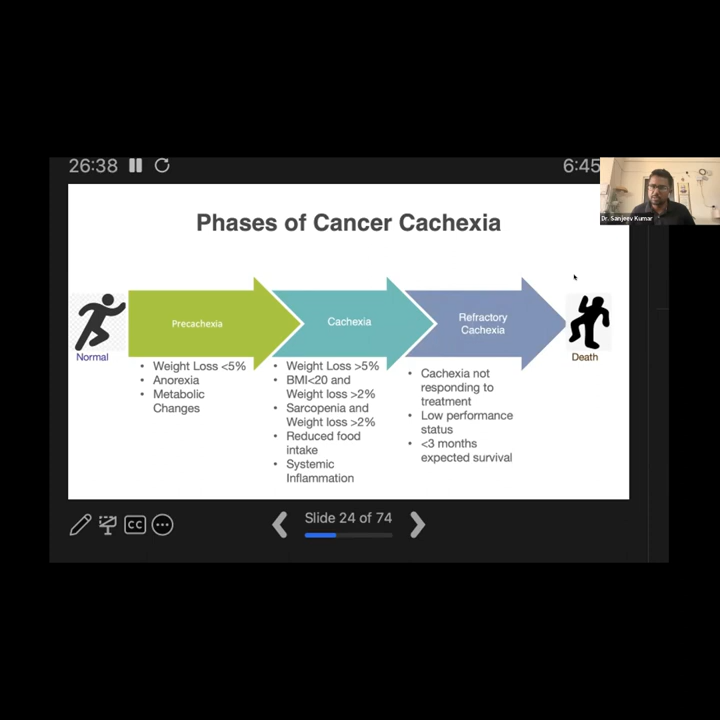 26:38
6:45
Dr. Sanjeev Kumar
Phases of Cancer Cachexia
Normal
Precachexia
• Weight Loss <5%
• Anorexia
• Metabolic
Changes
Cachexia
• Weight Loss >5%
• BMI<20 and
Weight loss >2%
• Sarcopenia and
Weight loss >2%
• Reduced food
intake
• Systemic
Inflammation
Refractory
Cachexia
• Cachexia not
responding to
treatment
• Low performance
status
• <3 months
expected survival
Death
CC
Slide 24 of 74